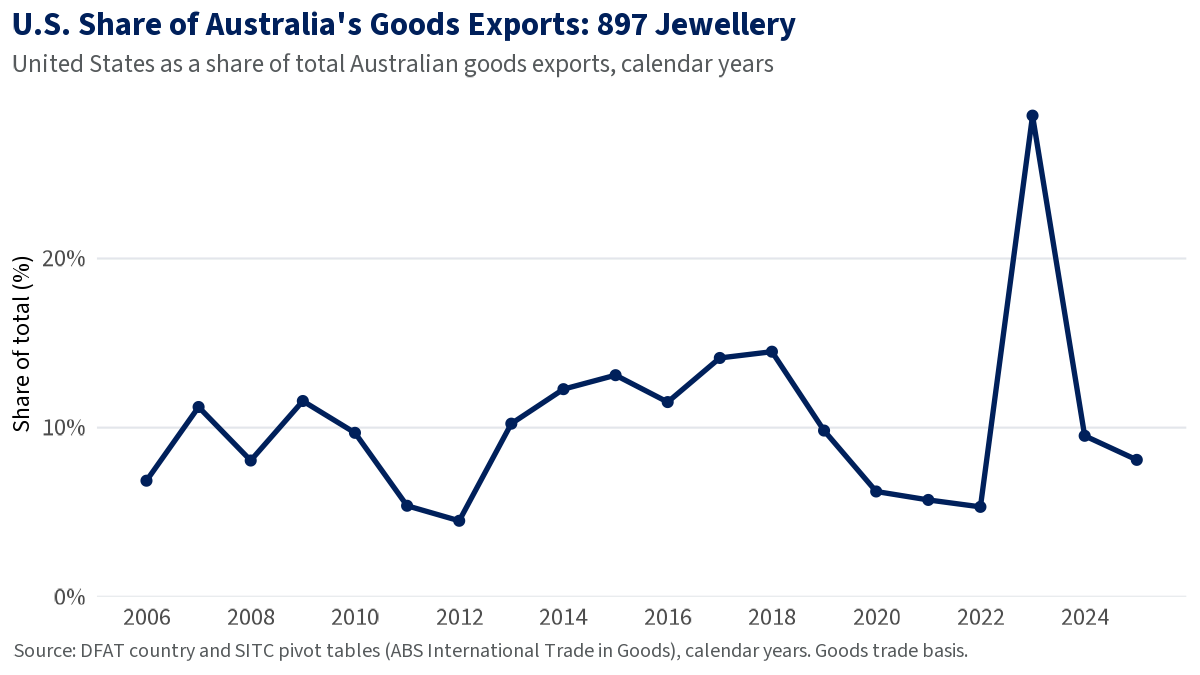 U.S. Share of Australia's Goods Exports: 897 Jewellery
United States as a share of total Australian goods exports, calendar years
Share of total (%)
20%
10%
0%
2006 2008 2010 2012 2014 2016 2018 2020 2022 2024
Source: DFAT country and SITC pivot tables (ABS International Trade in Goods), calendar years. Goods trade basis.